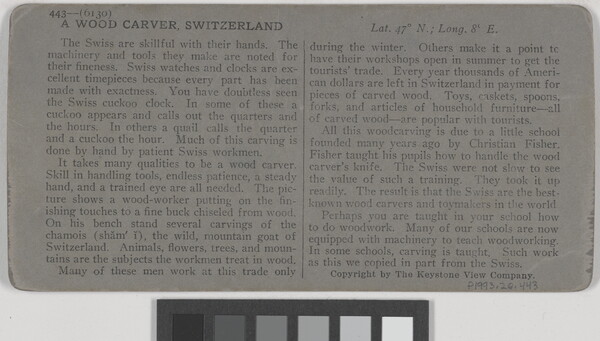 443—(6130)
A WOOD CARVER, SWITZERLAND
Lat. 47° N.; Long. 8° E.
The Swiss are skillful with their hands. The
machinery and tools they make are noted for
their fineness. Swiss watches and clocks are ex-
cellent timepieces because every part has been
made with exactness. You have doubtless seen
the Swiss cuckoo clock. In some of these a
cuckoo appears and calls out the quarters and
the hours. In others a quail calls the quarter
and a cuckoo the hour. Much of this carving is
done by hand by patient Swiss workmen.
It takes many qualities to be a wood carver.
Skill in handling tools, endless patience, a steady
hand, and a trained eye are all needed. The pic-
ture shows a wood-worker putting on the fin-
ishing touches to a fine buck chiseled from wood.
On his bench stand several carvings of the
chamois (shăm′ ĭ), the wild, mountain goat of
Switzerland. Animals, flowers, trees, and moun-
tains are the subjects the workmen treat in wood.
Many of these men work at this trade only
during the winter. Others make it a point to
have their workshops open in summer to get the
tourists' trade. Every year thousands of Ameri-
can dollars are left in Switzerland in payment for
pieces of carved wood. Toys, caskets, spoons,
forks, and articles of household furniture—all
of carved wood—are popular with tourists.
All this woodcarving is due to a little school
founded many years ago by Christian Fisher.
Fisher taught his pupils how to handle the wood
carver's knife. The Swiss were not slow to see
the value of such a training. They took it up
readily. The result is that the Swiss are the best-
known wood carvers and toymakers in the world
Perhaps you are taught in your school how
to do woodwork. Many of our schools are now
equipped with machinery to teach woodworking.
In some schools, carving is taught. Such work
as this we copied in part from the Swiss.
Copyright by The Keystone View Company.
P1993.20.443